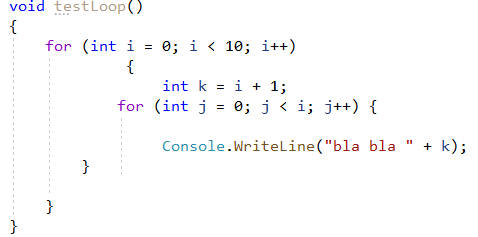 void testLoop()
{
for (int i = 0; i < 10; i++)
{
int k = i + 1;
for (int j = 0; j < i; j++) {
Console.WriteLine("bla bla " + k);
}
}
}